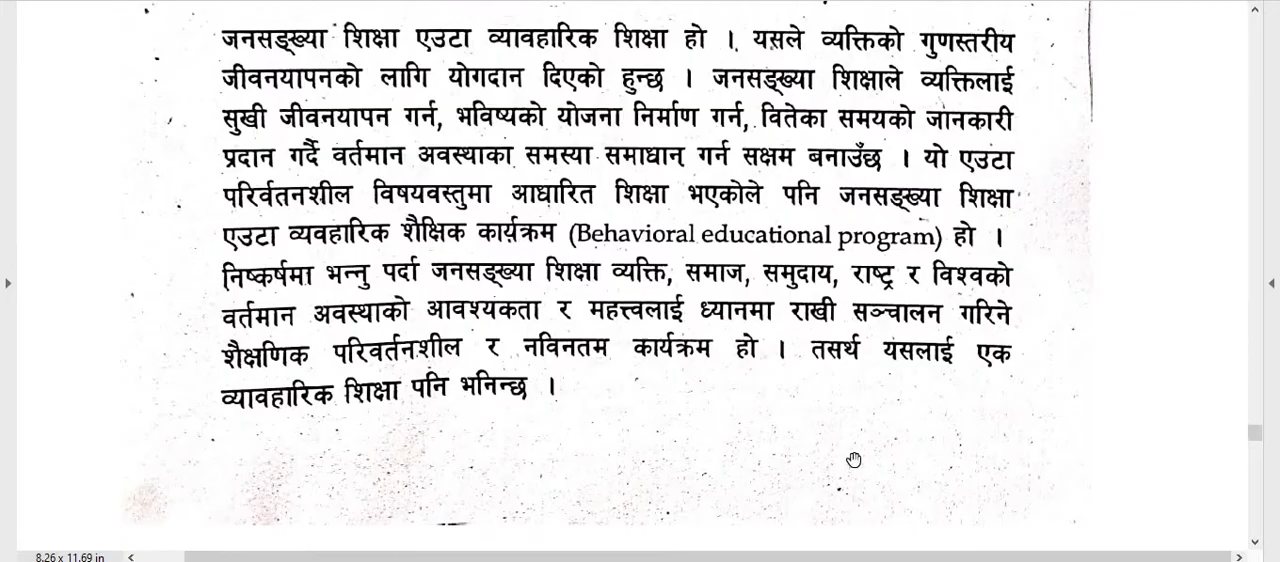 जनसङ्ख्या शिक्षा एउटा व्यावहारिक शिक्षा हो । यसले व्यक्तिको गुणस्तरीय
जीवनयापनको लागि योगदान दिएको हुन्छ । जनसङ्ख्या शिक्षाले व्यक्तिलाई
सुखी जीवनयापन गर्न, भविष्यको योजना निर्माण गर्न, वितेका समयको जानकारी
प्रदान गर्दै वर्तमान अवस्थाका समस्या समाधान गर्न सक्षम बनाउँछ । यो एउटा
परिर्वतनशील विषयवस्तुमा आधारित शिक्षा भएकोले पनि जनसङ्ख्या शिक्षा
एउटा व्यवहारिक शैक्षिक कार्यक्रम (Behavioral educational program) हो ।
निष्कर्षमा भन्नु पर्दा जनसङ्ख्या शिक्षा व्यक्ति, समाज, समुदाय, राष्ट्र र विश्वको
वर्तमान अवस्थाको आवश्यकता र महत्त्वलाई ध्यानमा राखी सञ्चालन गरिने
शैक्षणिक परिवर्तनशील र नविनतम कार्यक्रम हो । तसर्थ यसलाई एक
व्यावहारिक शिक्षा पनि भनिन्छ ।
8.26 x 11.69 in